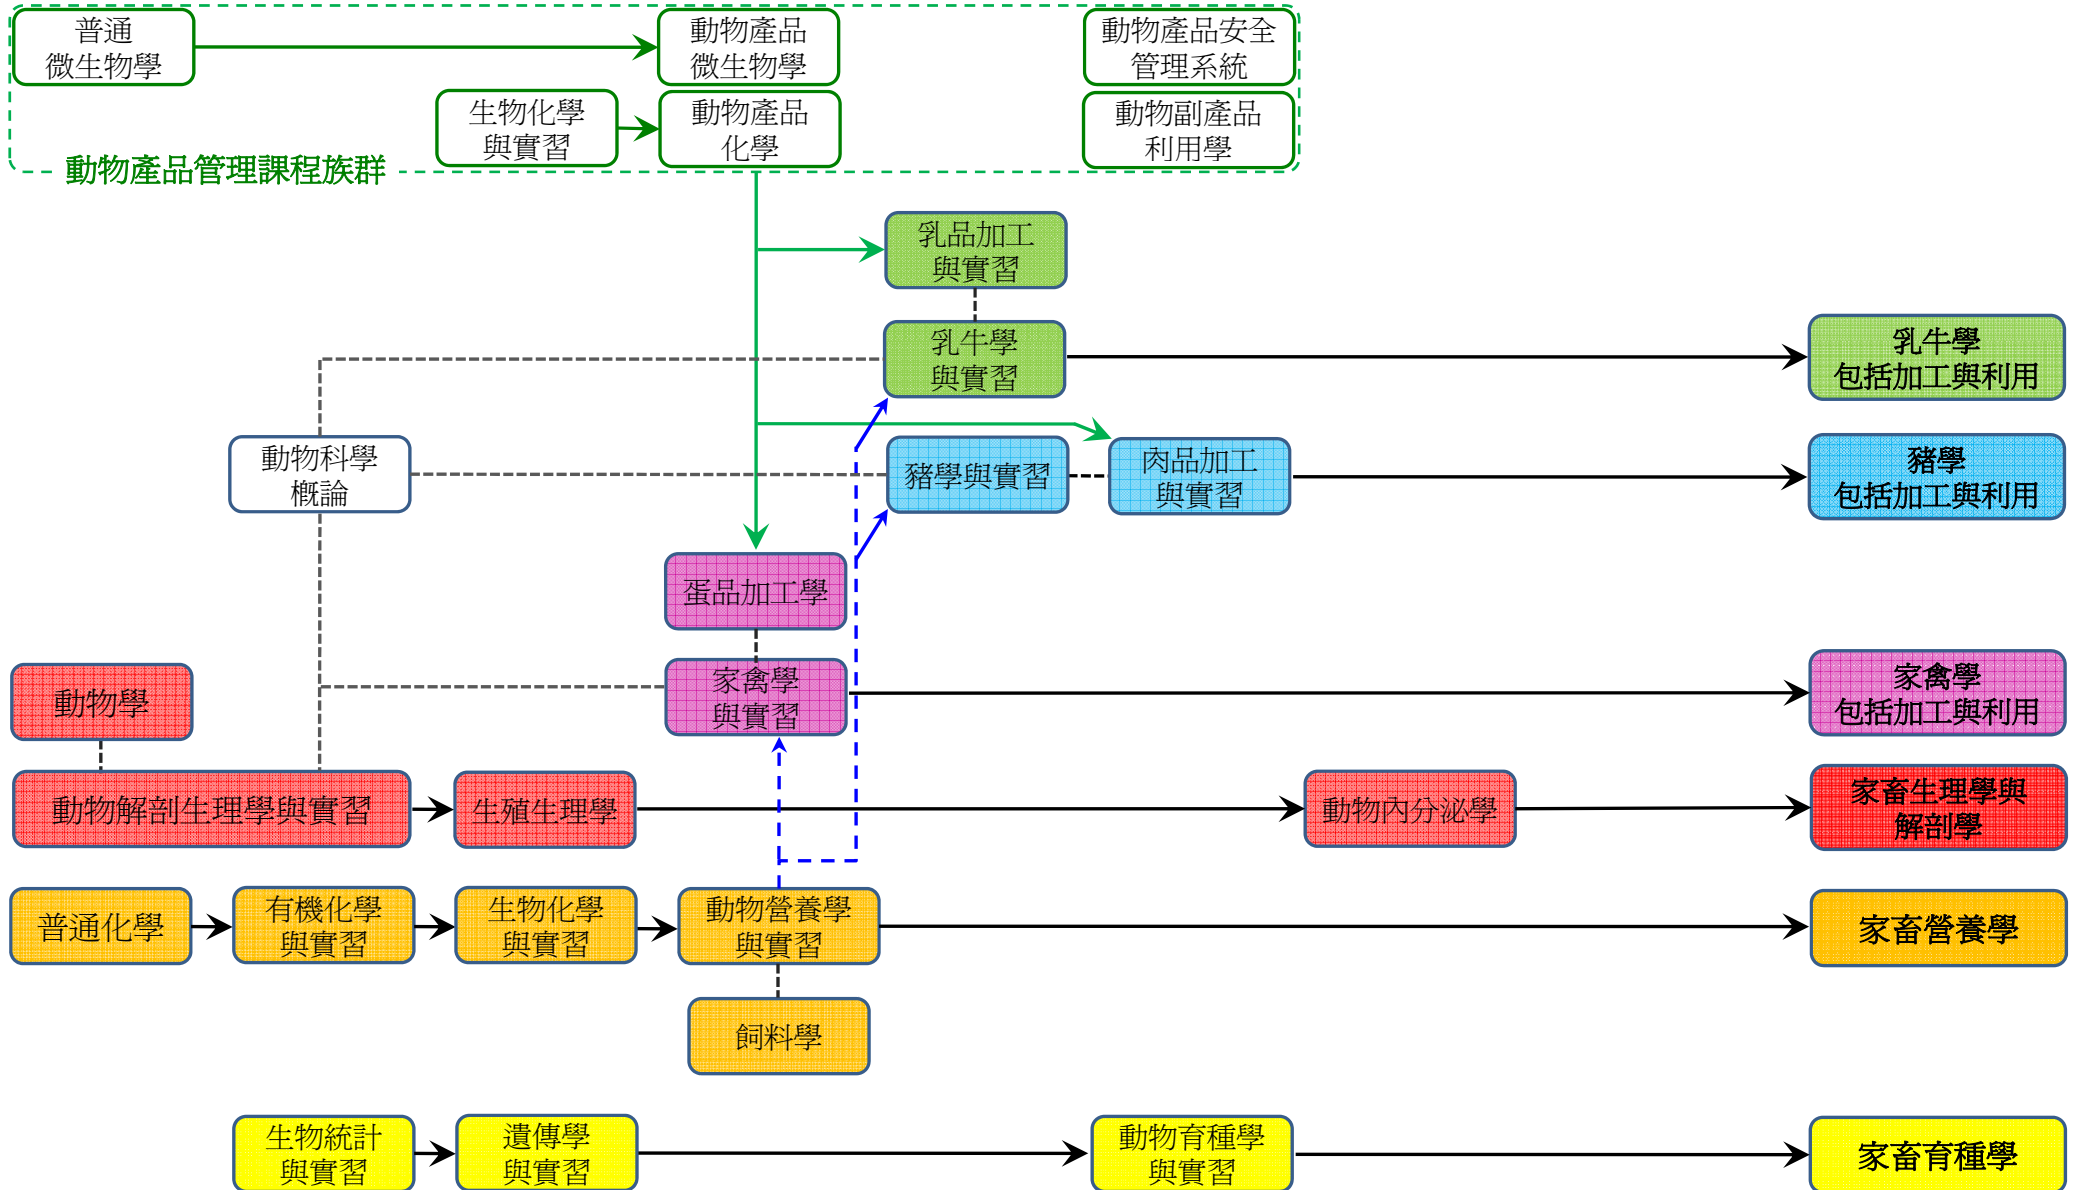 普通
微生物學
動物產品
微生物學
動物產品安全
管理系統
生物化學
與實習
動物產品
化學
動物副產品
利用學
動物產品管理課程族群
乳品加工
與實習
乳牛學
與實習
乳牛學
包括加工與利用
動物科學
概論
豬學與實習
肉品加工
與實習
豬學
包括加工與利用
蛋品加工學
家禽學
與實習
家禽學
包括加工與利用
動物學
動物解剖生理學與實習
生殖生理學
動物內分泌學
家畜生理學與
解剖學
普通化學
有機化學
與實習
生物化學
與實習
動物營養學
與實習
家畜營養學
飼料學
生物統計
與實習
遺傳學
與實習
動物育種學
與實習
家畜育種學